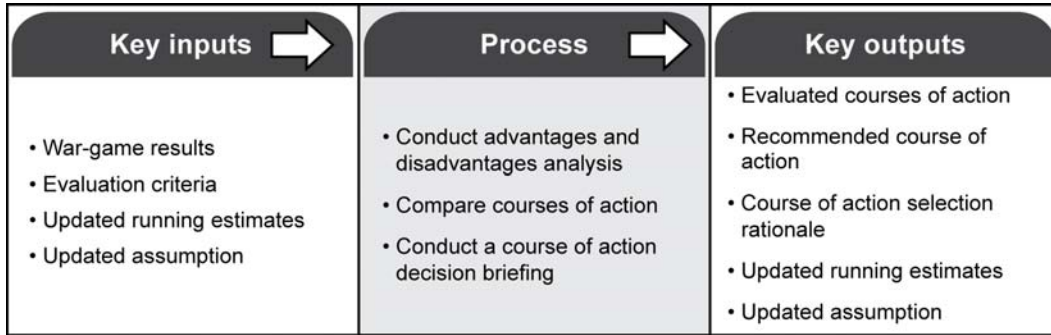 Key inputs
• War-game results
• Evaluation criteria
• Updated running estimates
• Updated assumption
Process
• Conduct advantages and
disadvantages analysis
• Compare courses of action
• Conduct a course of action
decision briefing
Key outputs
• Evaluated courses of action
• Recommended course of
action
• Course of action selection
rationale
• Updated running estimates
• Updated assumption